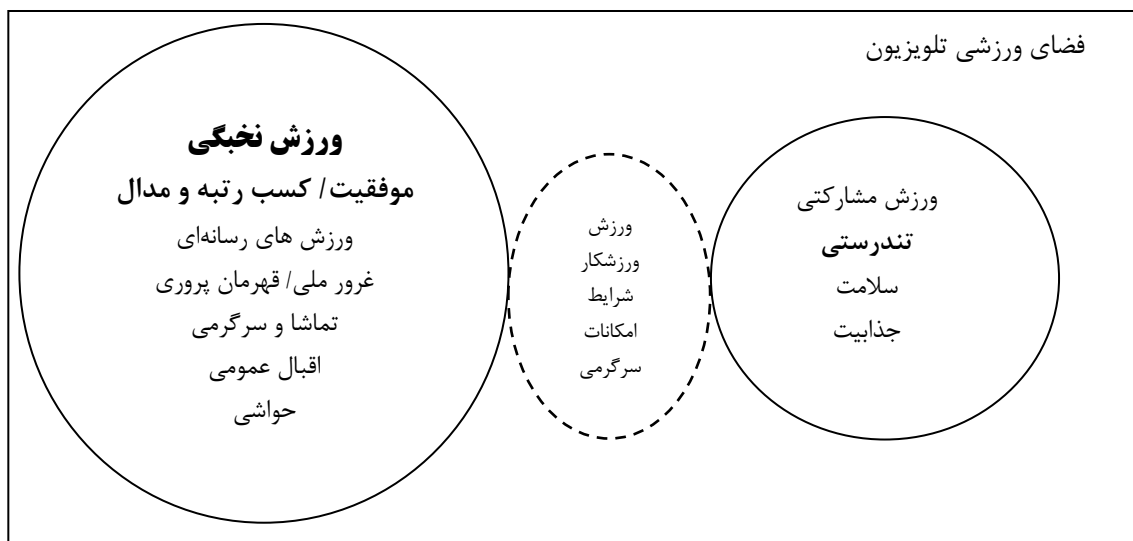 فضای ورزشی تلویزیون
ورزش مشارکتی
تندرستی
سلامت
جذابیت
ورزش
ورزشکار
شرایط
امکانات
سرگرمی
ورزش نخبگی
موفقیت/ کسب رتبه و مدال
ورزش های رسانه‌ای
غرور ملی/ قهرمان پروری
تماشا و سرگرمی
اقبال عمومی
حواشی